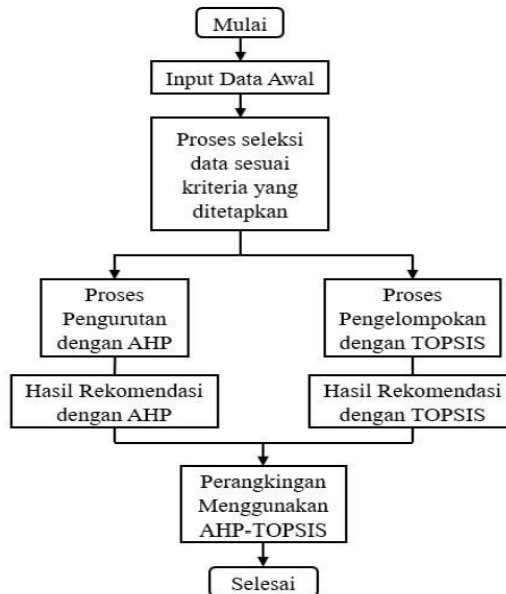 Mulai
Input Data Awal
Proses seleksi
data sesuai
kriteria yang
ditetapkan
Proses
Pengurutan
dengan AHP
Hasil Rekomendasi
dengan AHP
Proses
Pengelompokan
dengan TOPSIS
Hasil Rekomendasi
dengan TOPSIS
Perangkingan
Menggunakan
AHP-TOPSIS
Selesai